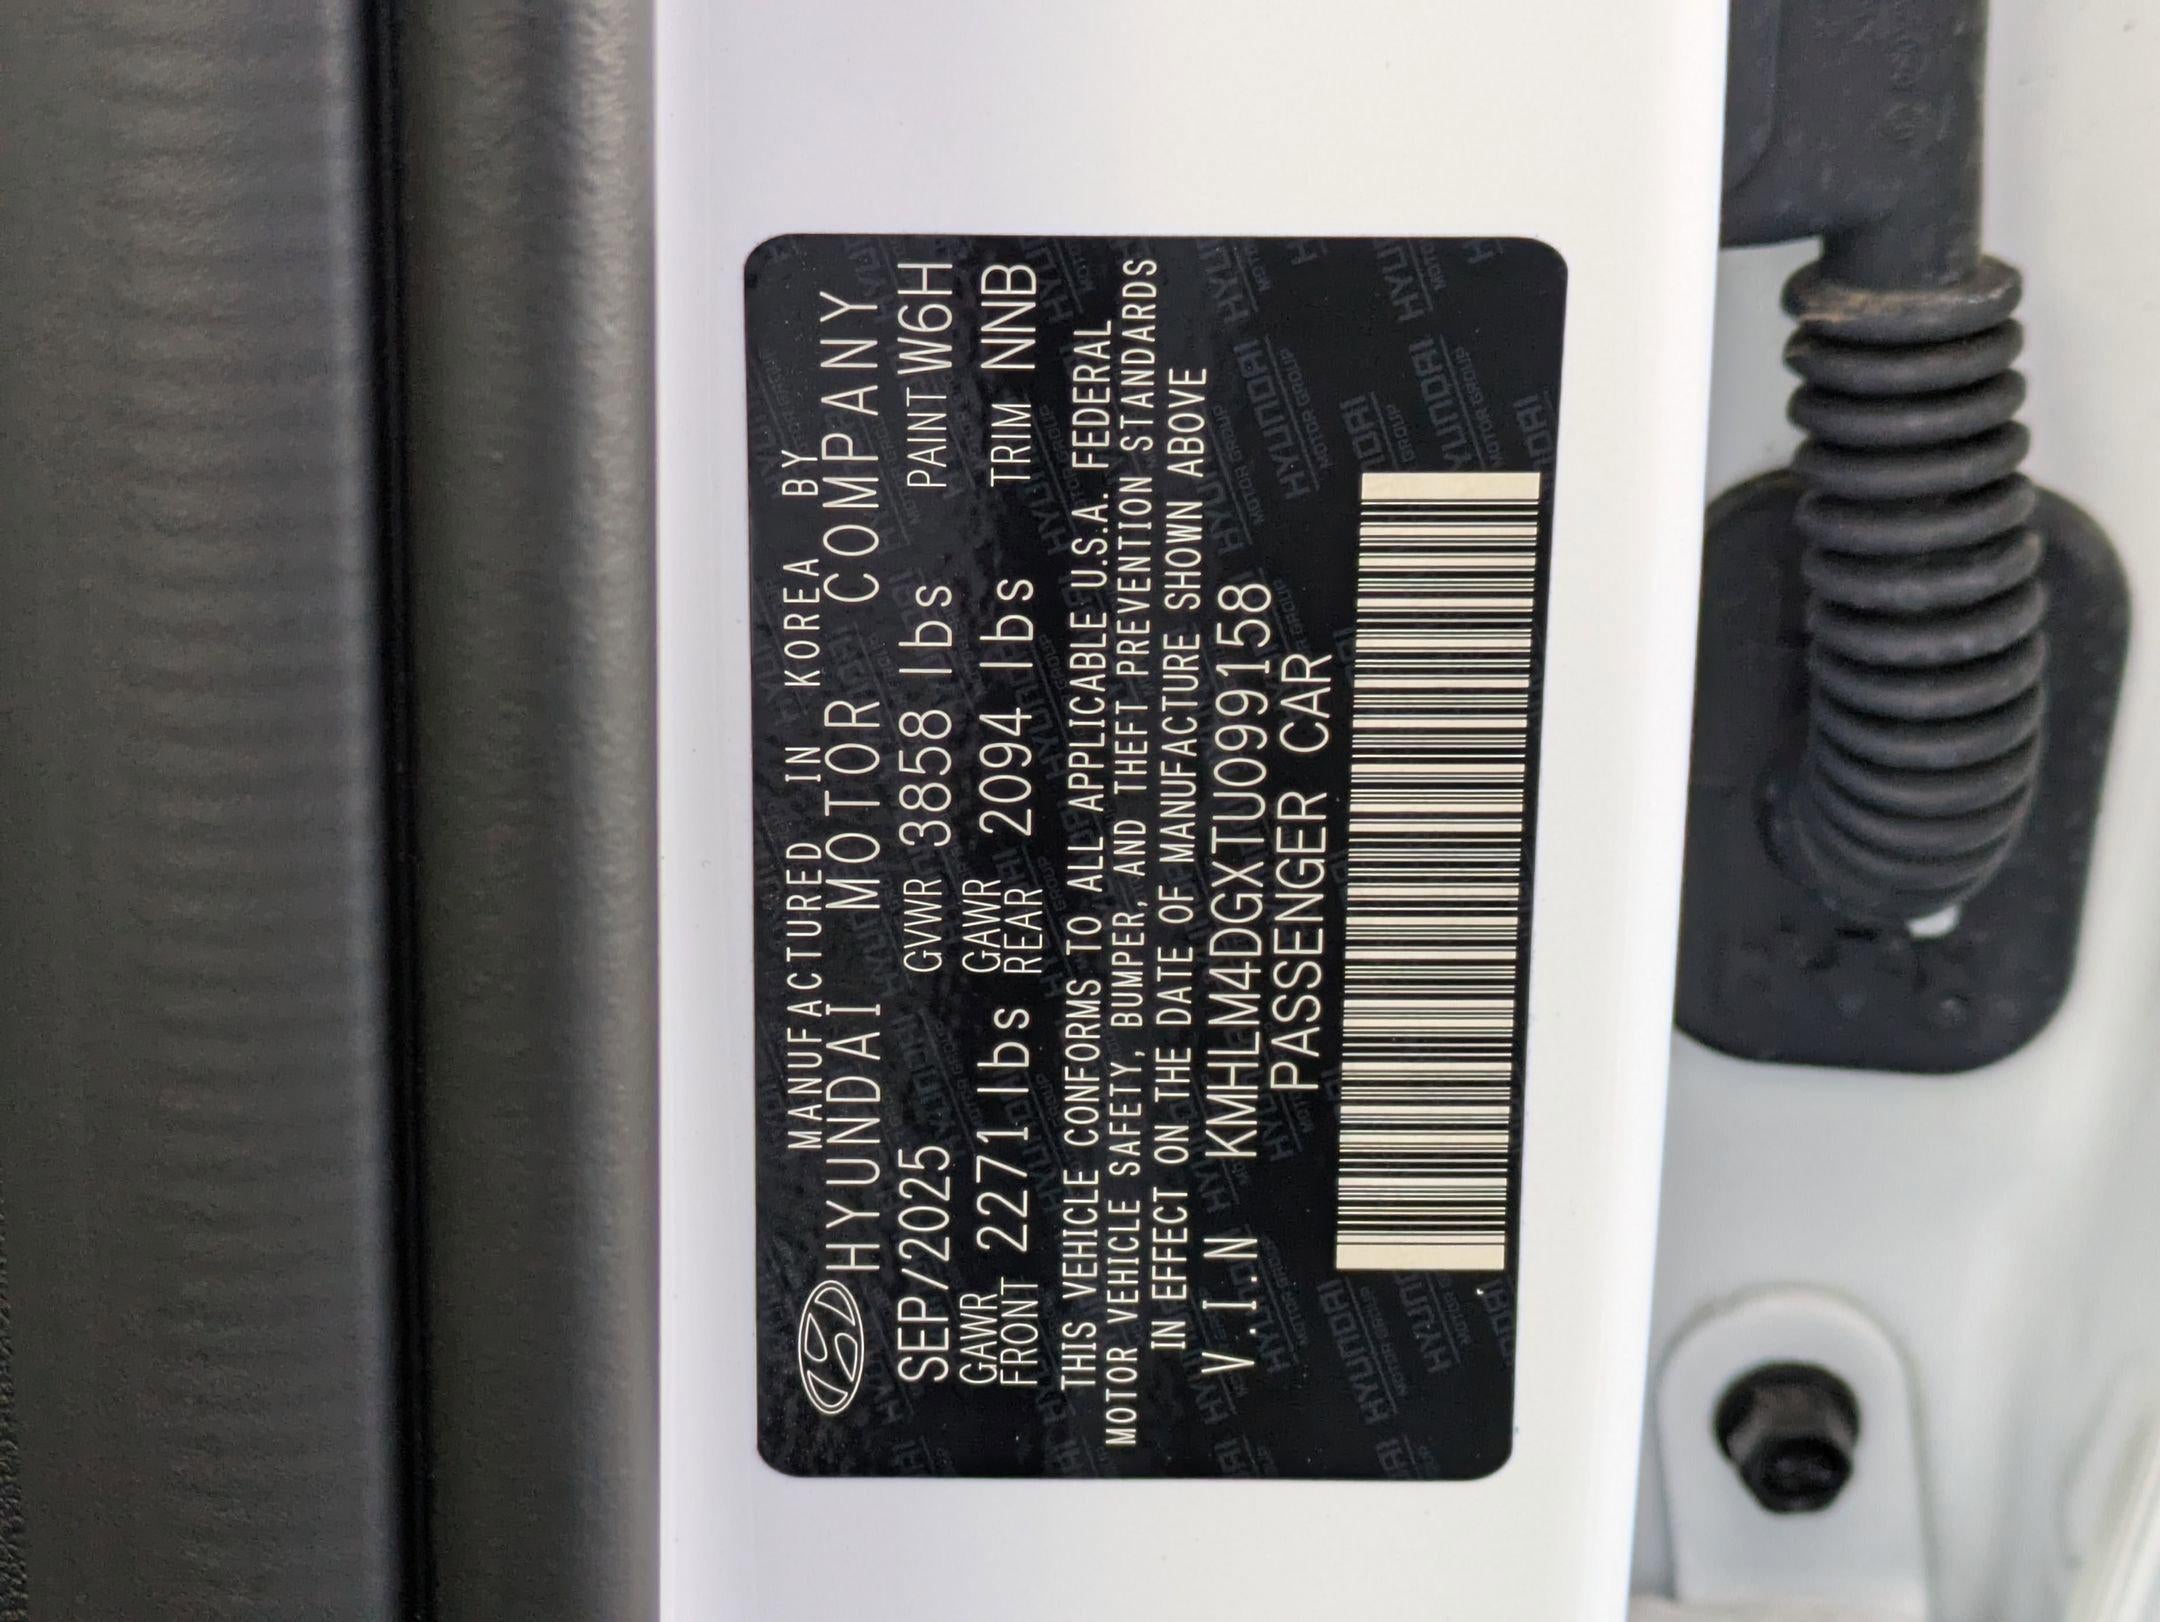 MANUFACTURED IN KOREA BY
HYUNDAI MOTOR COMPANY
SEP/2025 GVWR 3858 lbs PAINT W6H
GAWR FRONT 2271 lbs GAWR REAR 2094 lbs TRIM NNB
THIS VEHICLE CONFORMS TO ALL APPLICABLE U.S.A. FEDERAL
MOTOR VEHICLE SAFETY, BUMPER, AND THEFT PREVENTION STANDARDS
IN EFFECT ON THE DATE OF MANUFACTURE SHOWN ABOVE
V.I.N KMHLM4DGXTU099158
PASSENGER CAR